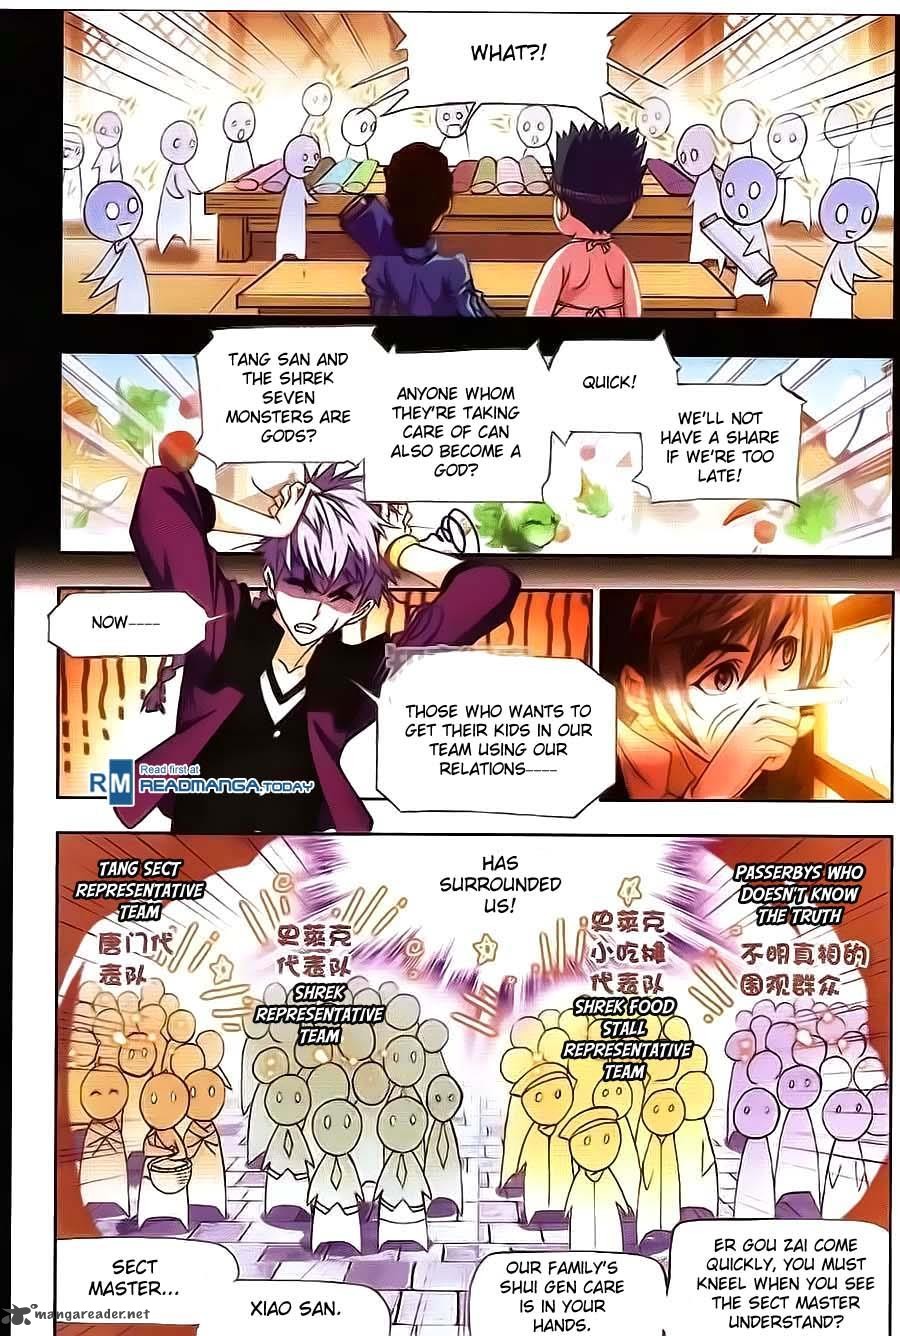 WHAT?!
TANG SAN AND
THE SHREK
SEVEN
MONSTERS ARE
GODS?
ANYONE WHOM
THEY'RE TAKING
CARE OF CAN
ALSO BECOME A
GOD?
QUICK!
WE'LL NOT
HAVE A SHARE
IF WE'RE TOO
LATE!
NOW----
THOSE WHO WANTS TO
GET THEIR KIDS IN OUR
TEAM USING OUR
RELATIONS----
RM
Read first at
READMANGA.TODAY
HAS
SURROUNDED
US!
TANG SECT
REPRESENTATIVE
TEAM
唐门代
表队
史莱克
代表队
SHREK
REPRESENTATIVE
TEAM
史莱克
小吃摊
代表队
SHREK FOOD
STALL
REPRESENTATIVE
TEAM
PASSERBYS WHO
DOESN'T KNOW
THE TRUTH
不明真相的
围观群众
SECT
MASTER...
XIAO SAN.
OUR FAMILY'S
SHUI GEN CARE
IS IN YOUR
HANDS.
ER GOU ZAI COME
QUICKLY, YOU MUST
KNEEL WHEN YOU SEE
THE SECT MASTER
UNDERSTAND?
mangareader.net